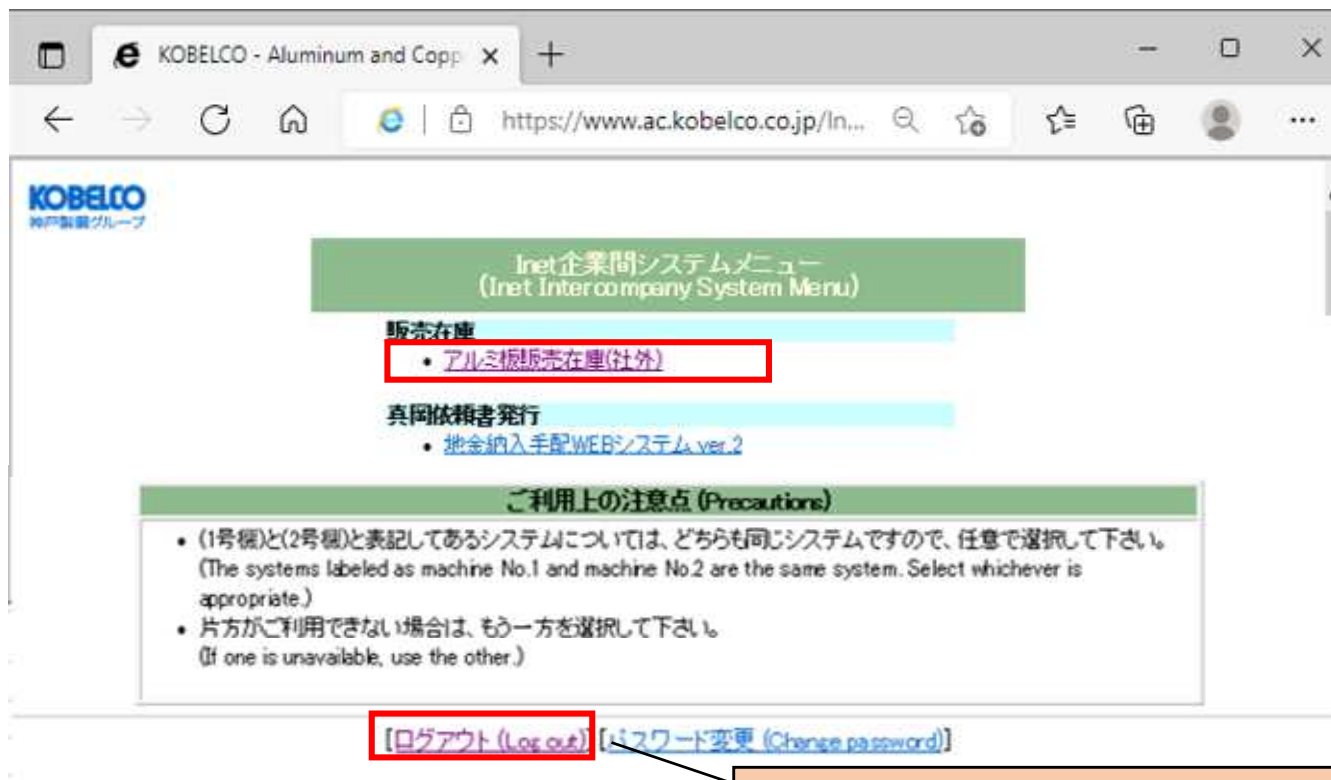 KOBELCO - Aluminum and Copp
https://www.ac.kobelco.co.jp/In...
KOBELCO
神戸製鋼グループ
Inet企業間システムメニュー
(Inet Intercompany System Menu)
販売在庫
• アルミ板販売在庫(社外)
真岡依頼書発行
• 地金納入手配WEBシステム ver.2
ご利用上の注意点 (Precautions)
• (1号機)と(2号機)と表記してあるシステムについては、どちらも同じシステムですので、任意で選択して下さい。
(The systems labeled as machine No.1 and machine No.2 are the same system. Select whichever is
appropriate.)
• 片方がご利用できない場合は、もう一方を選択して下さい。
(If one is unavailable, use the other.)
[ログアウト (Log out)] [パスワード変更 (Change password)]